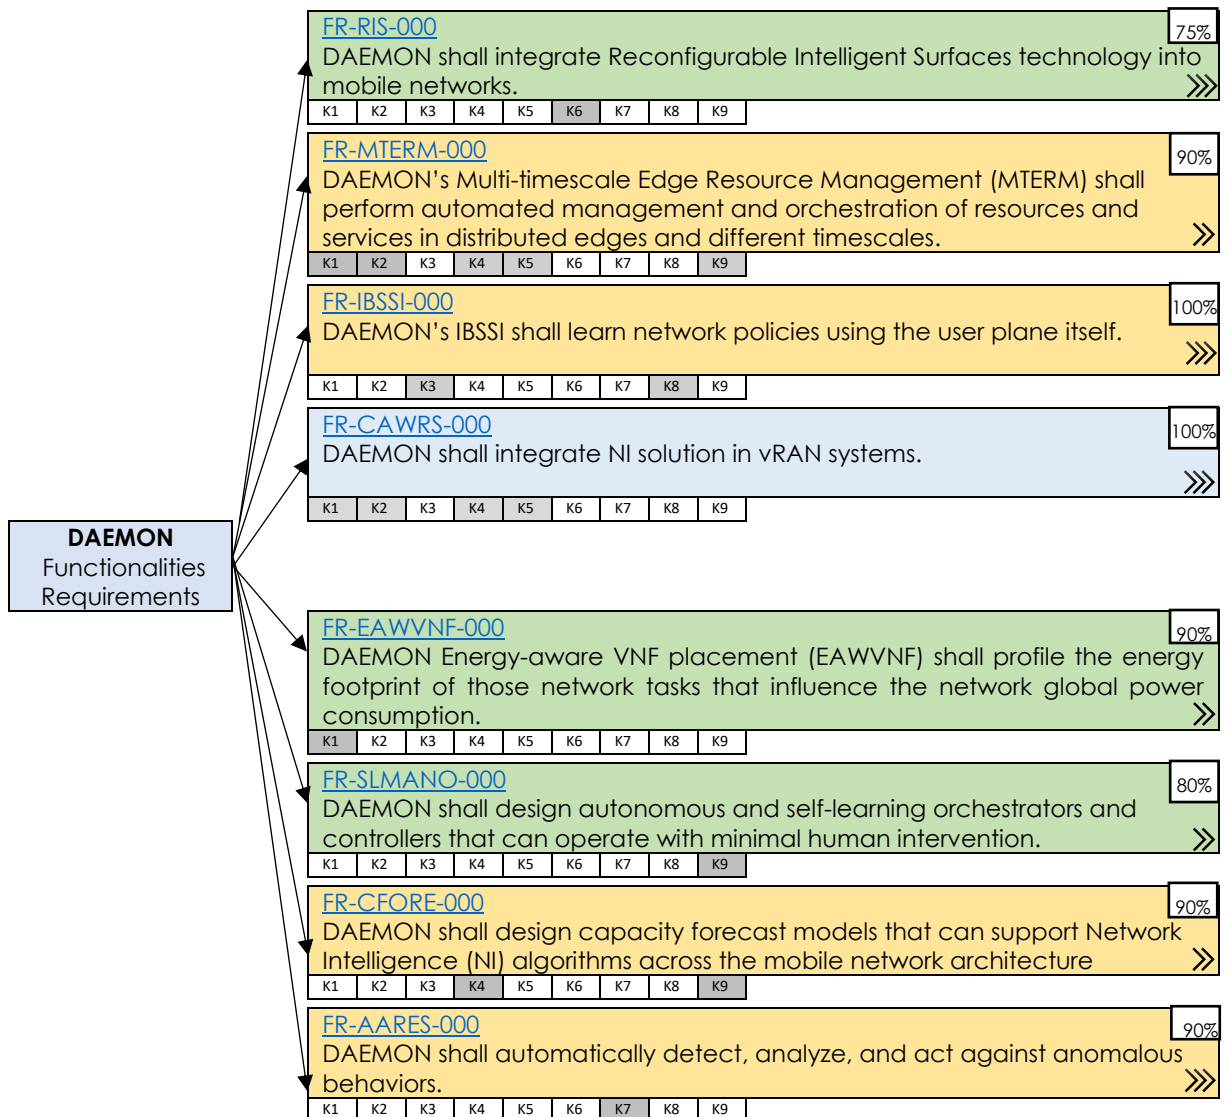 FR-RIS-000
75%
DAEMON shall integrate Reconfigurable Intelligent Surfaces technology into
mobile networks.
K1 K2 K3 K4 K5 K6 K7 K8 K9
FR-MTERM-000
90%
DAEMON’s Multi-timescale Edge Resource Management (MTERM) shall
perform automated management and orchestration of resources and
services in distributed edges and different timescales.
K1 K2 K3 K4 K5 K6 K7 K8 K9
FR-IBSSI-000
100%
DAEMON’s IBSSI shall learn network policies using the user plane itself.
K1 K2 K3 K4 K5 K6 K7 K8 K9
FR-CAWRS-000
100%
DAEMON shall integrate NI solution in vRAN systems.
K1 K2 K3 K4 K5 K6 K7 K8 K9
DAEMON
Functionalities
Requirements
FR-EAWVNF-000
90%
DAEMON Energy-aware VNF placement (EAWVNF) shall profile the energy
footprint of those network tasks that influence the network global power
consumption.
K1 K2 K3 K4 K5 K6 K7 K8 K9
FR-SLMANO-000
80%
DAEMON shall design autonomous and self-learning orchestrators and
controllers that can operate with minimal human intervention.
K1 K2 K3 K4 K5 K6 K7 K8 K9
FR-CFORE-000
90%
DAEMON shall design capacity forecast models that can support Network
Intelligence (NI) algorithms across the mobile network architecture
K1 K2 K3 K4 K5 K6 K7 K8 K9
FR-AARES-000
90%
DAEMON shall automatically detect, analyze, and act against anomalous
behaviors.
K1 K2 K3 K4 K5 K6 K7 K8 K9